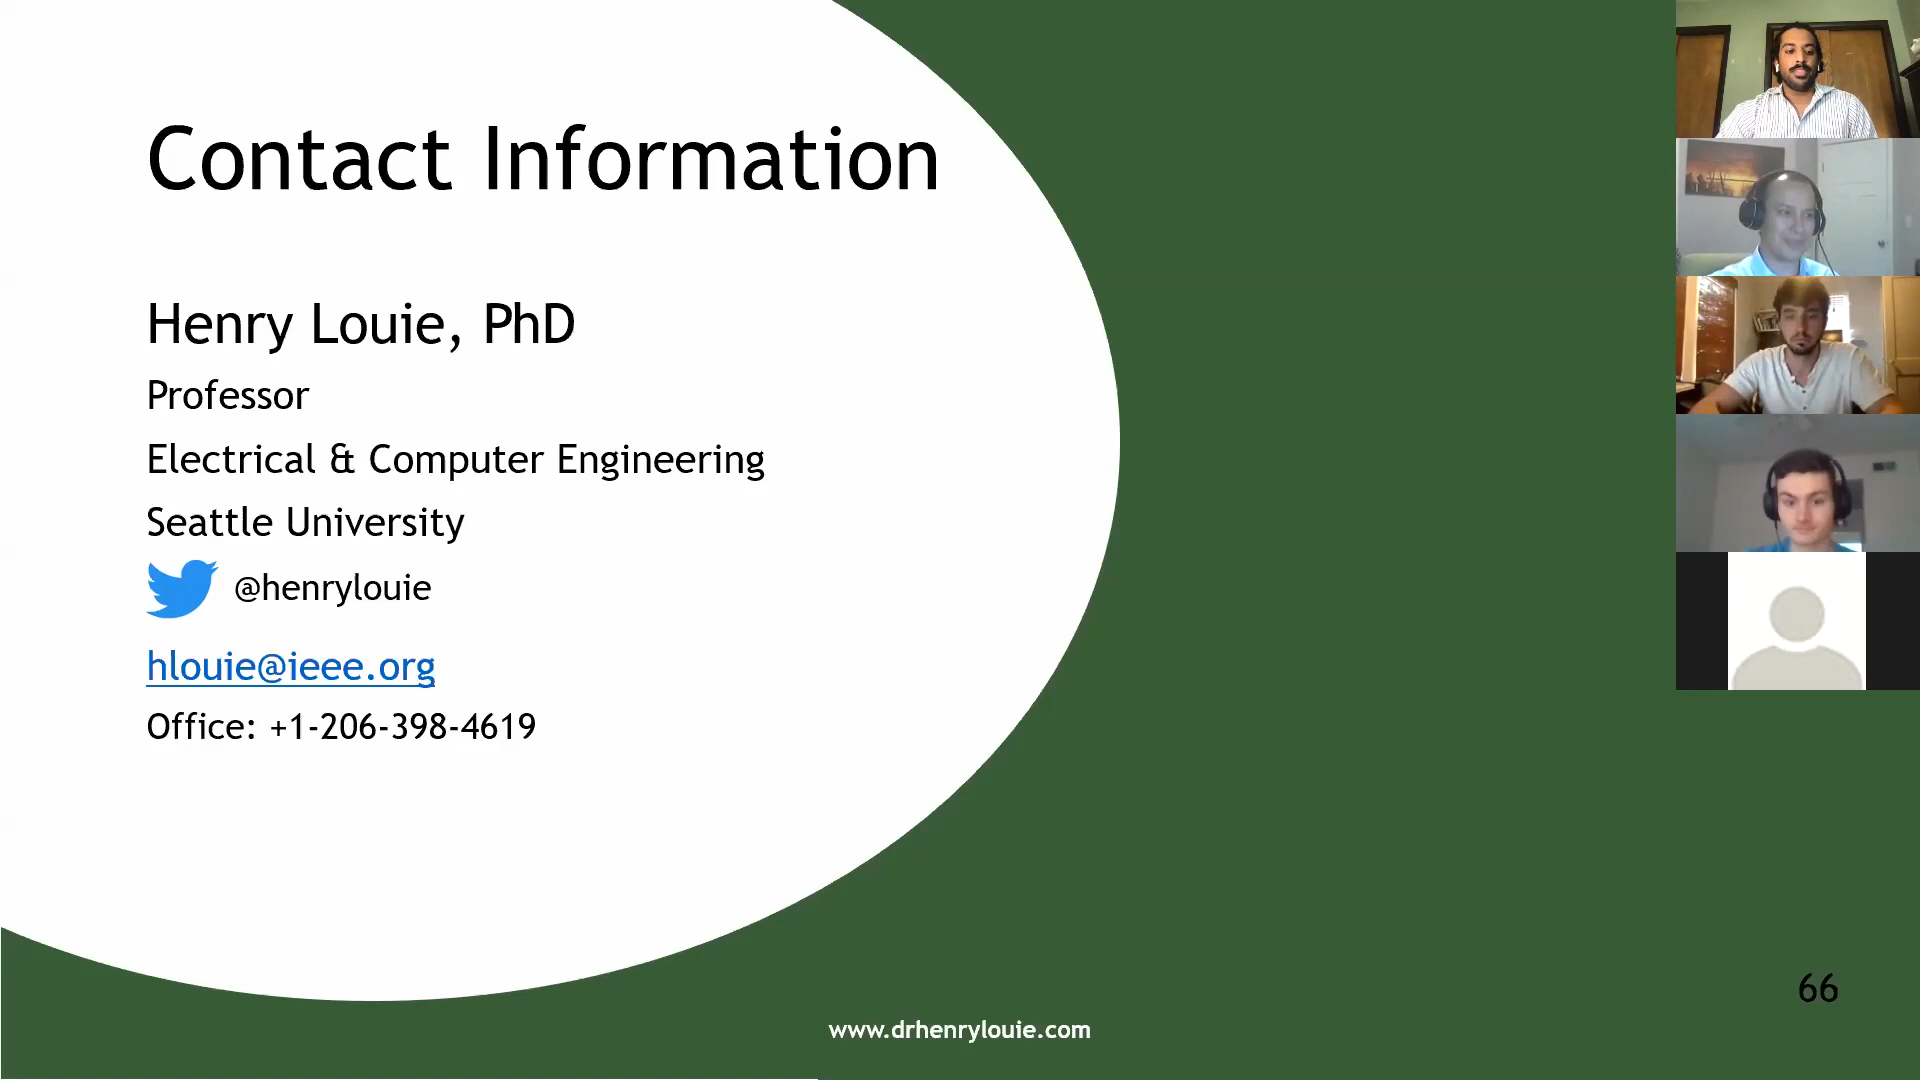 Contact Information
Henry Louie, PhD
Professor
Electrical & Computer Engineering
Seattle University
@henrylouie
hlouie@ieee.org
Office: +1-206-398-4619
66
www.drhenrylouie.com